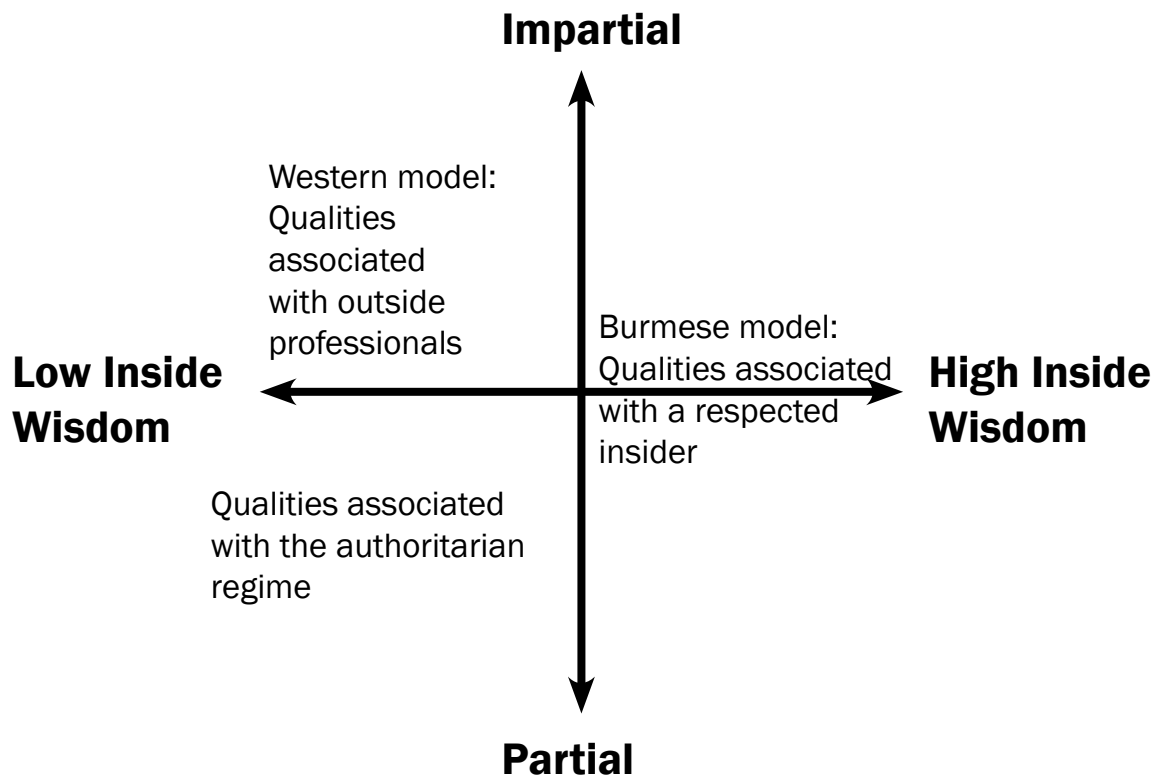 Impartial
Western model:
Qualities
associated
with outside
professionals
Burmese model:
Qualities associated
with a respected
insider
Low Inside
Wisdom
High Inside
Wisdom
Qualities associated
with the authoritarian
regime
Partial